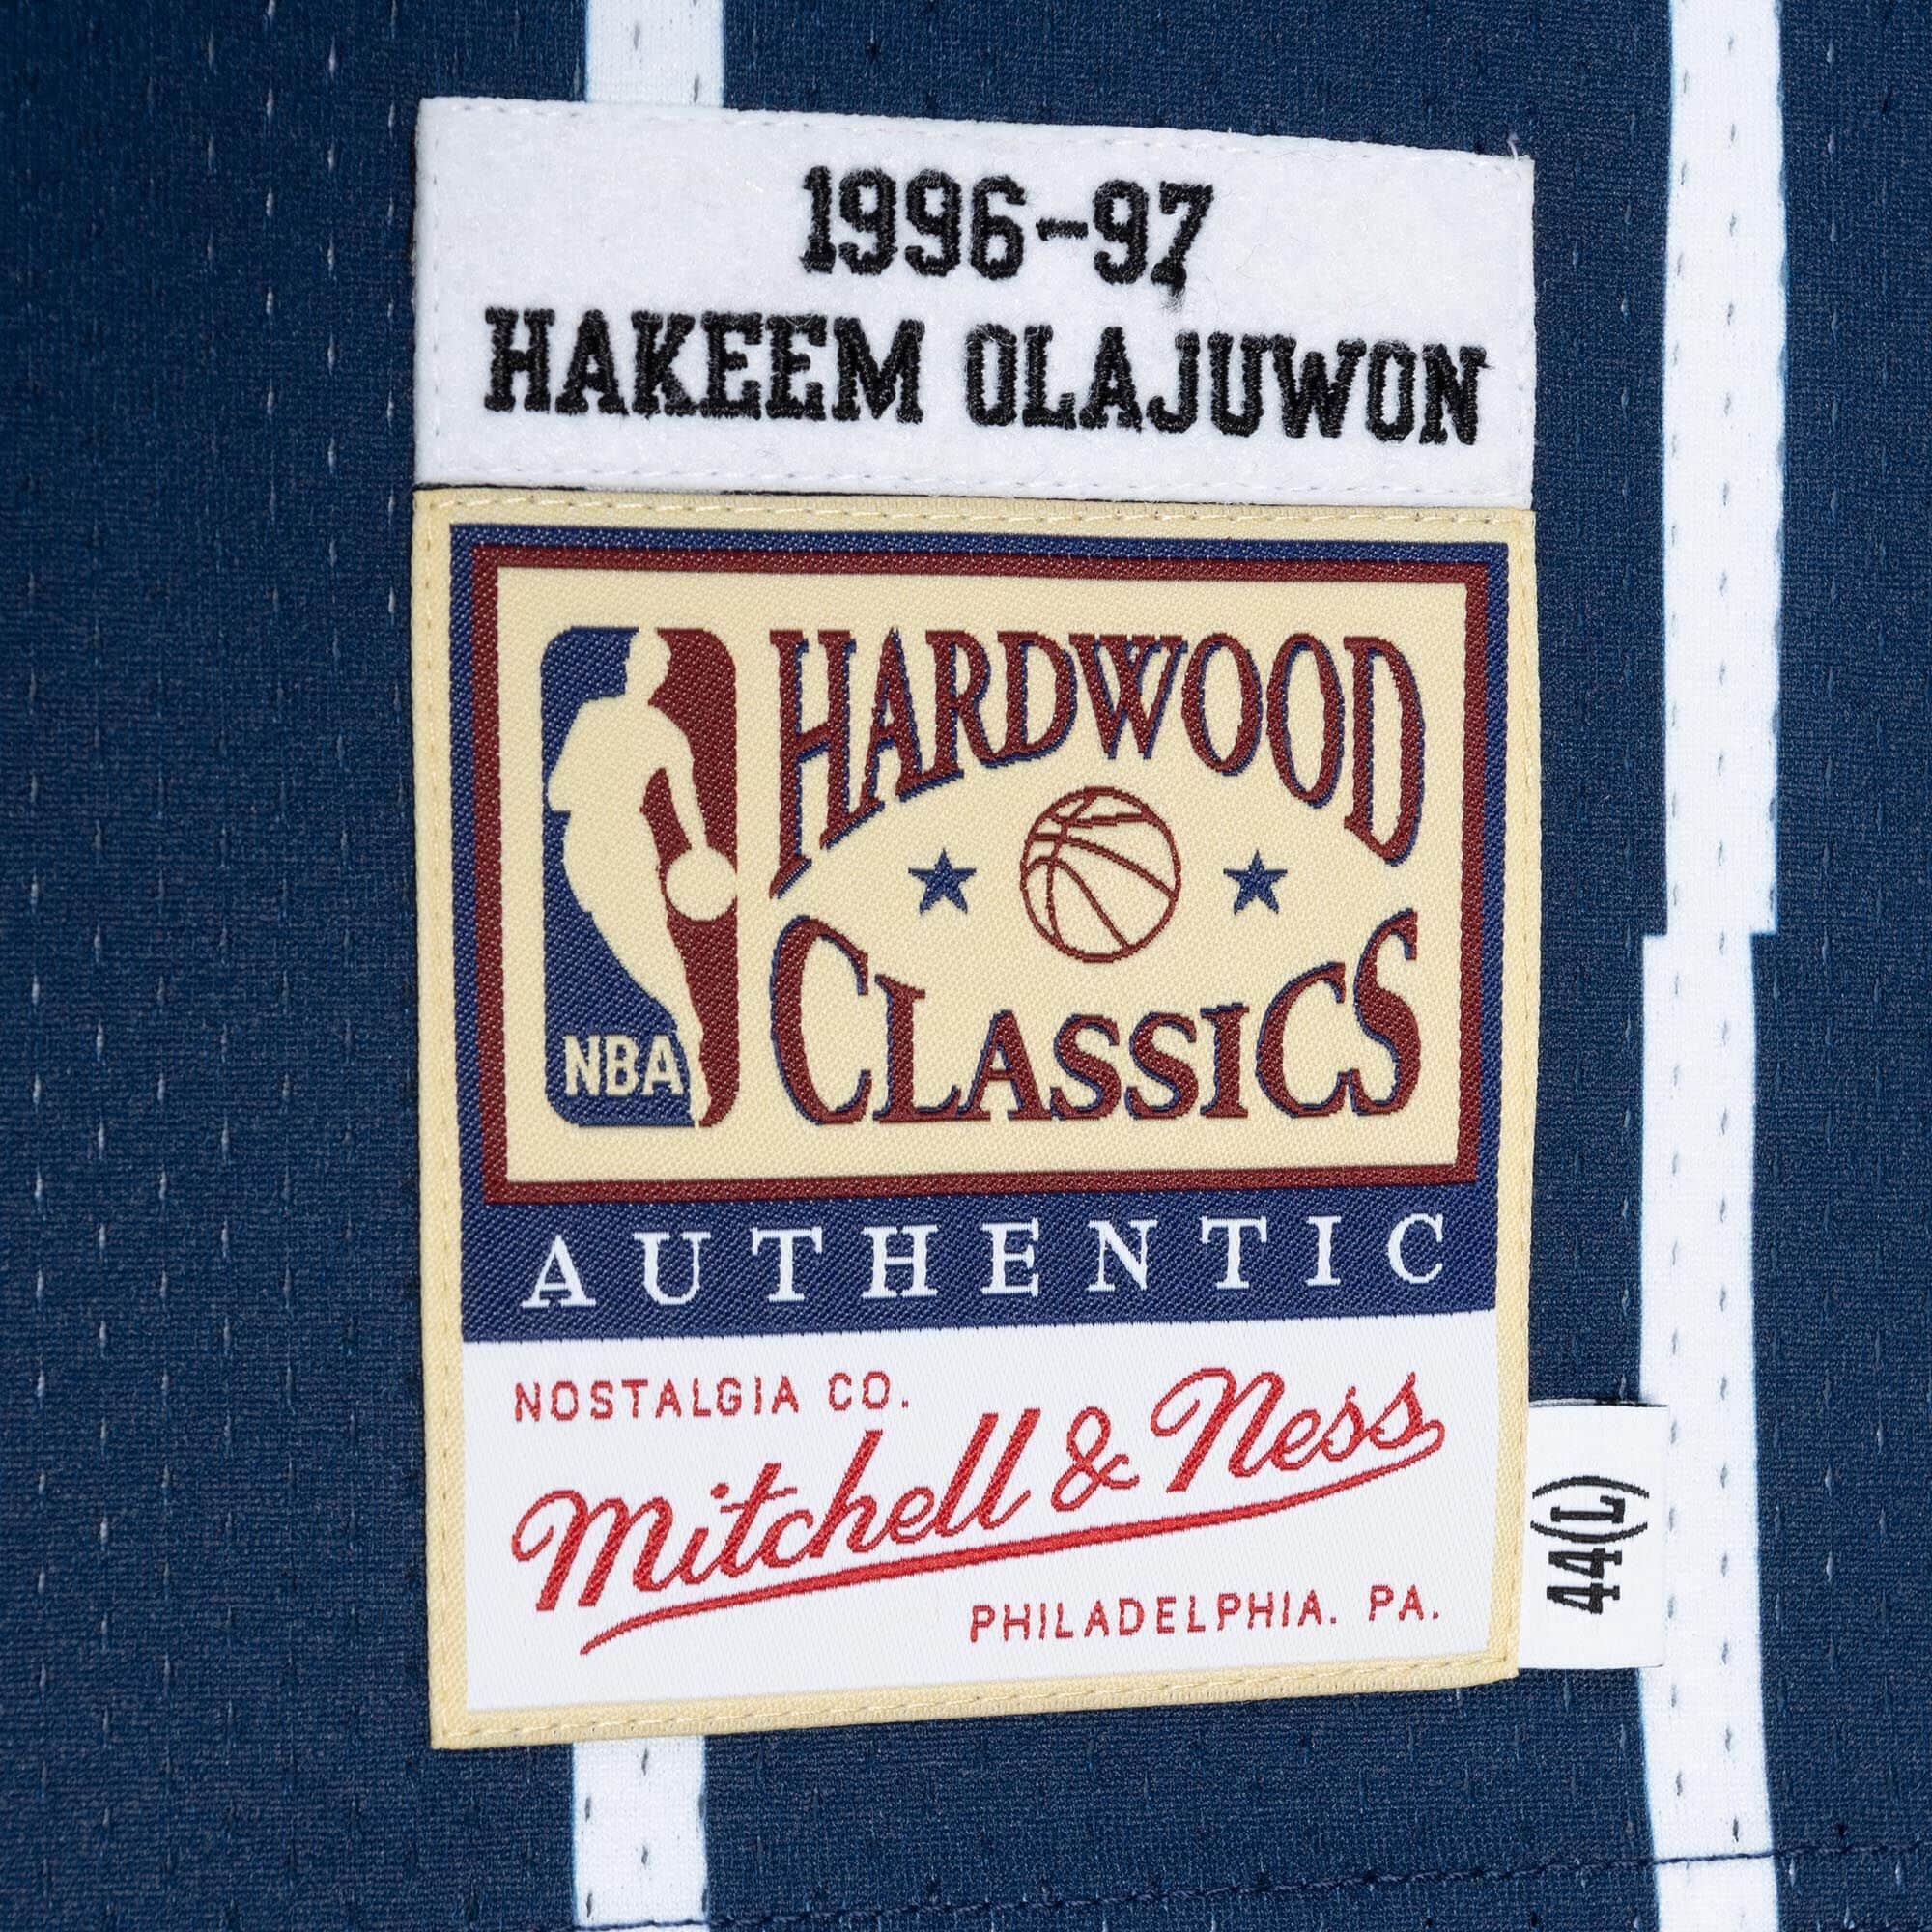 1996-97
HAKEEM OLAJUWON
HARDWOOD
CLASSICS
NBA
AUTHENTIC
NOSTALGIA CO.
Mitchell & Ness
PHILADELPHIA. PA.
44(L)